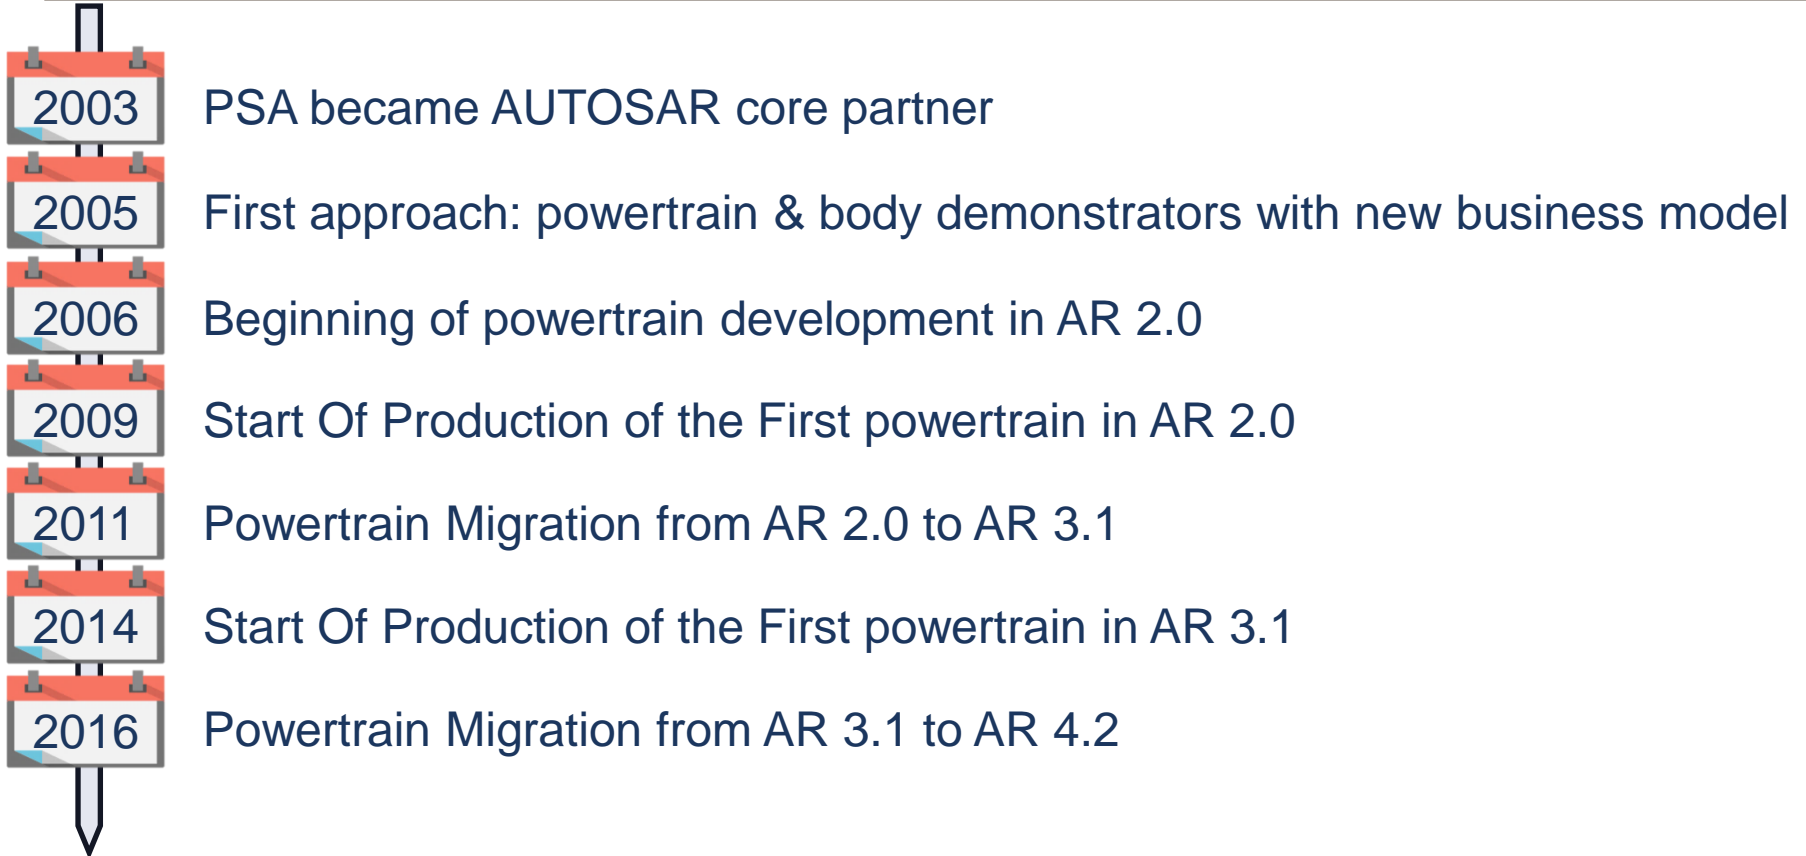 2003 PSA became AUTOSAR core partner
2005 First approach: powertrain & body demonstrators with new business model
2006 Beginning of powertrain development in AR 2.0
2009 Start Of Production of the First powertrain in AR 2.0
2011 Powertrain Migration from AR 2.0 to AR 3.1
2014 Start Of Production of the First powertrain in AR 3.1
2016 Powertrain Migration from AR 3.1 to AR 4.2